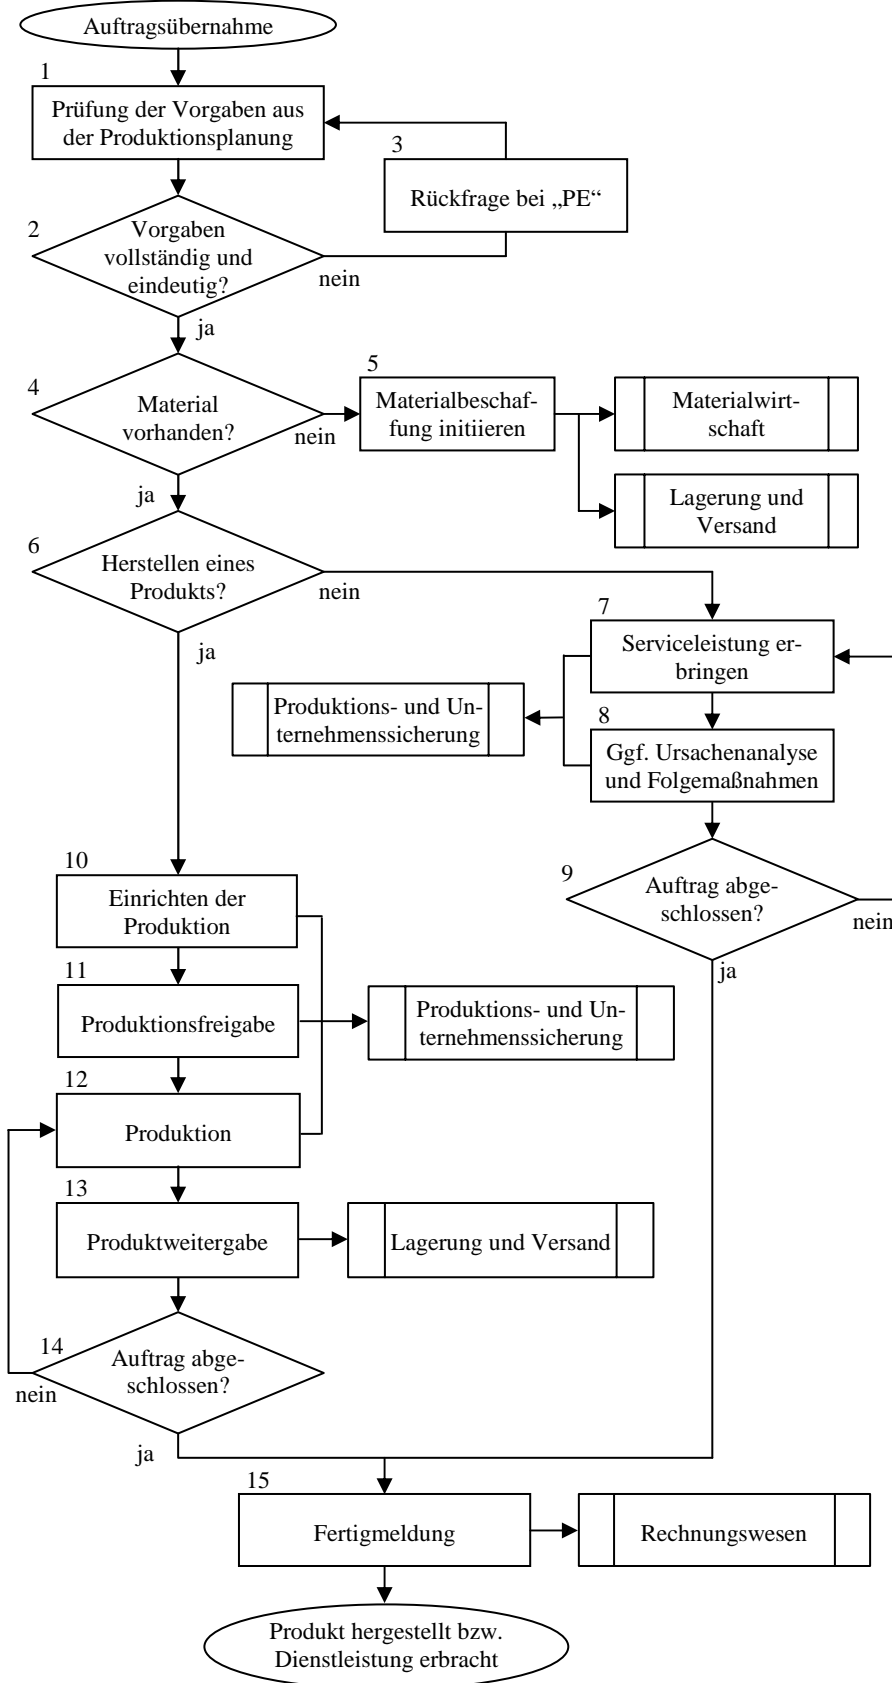 Auftragsübernahme
1
Prüfung der Vorgaben aus
der Produktionsplanung
3
Rückfrage bei „PE“
2
Vorgaben
vollständig und
eindeutig?
nein
ja
4
Material
vorhanden?
nein
5
Materialbeschaf-
fung initiieren
Materialwirt-
schaft
Lagerung und
Versand
ja
6
Herstellen eines
Produkts?
nein
ja
7
Serviceleistung er-
bringen
Produktions- und Un-
ternehmenssicherung
8
Ggf. Ursachenanalyse
und Folgemaßnahmen
9
Auftrag abge-
schlossen?
nein
ja
10
Einrichten der
Produktion
11
Produktionsfreigabe
Produktions- und Un-
ternehmenssicherung
12
Produktion
13
Produktweitergabe
Lagerung und Versand
14
Auftrag abge-
schlossen?
nein
ja
15
Fertigmeldung
Rechnungswesen
Produkt hergestellt bzw.
Dienstleistung erbracht